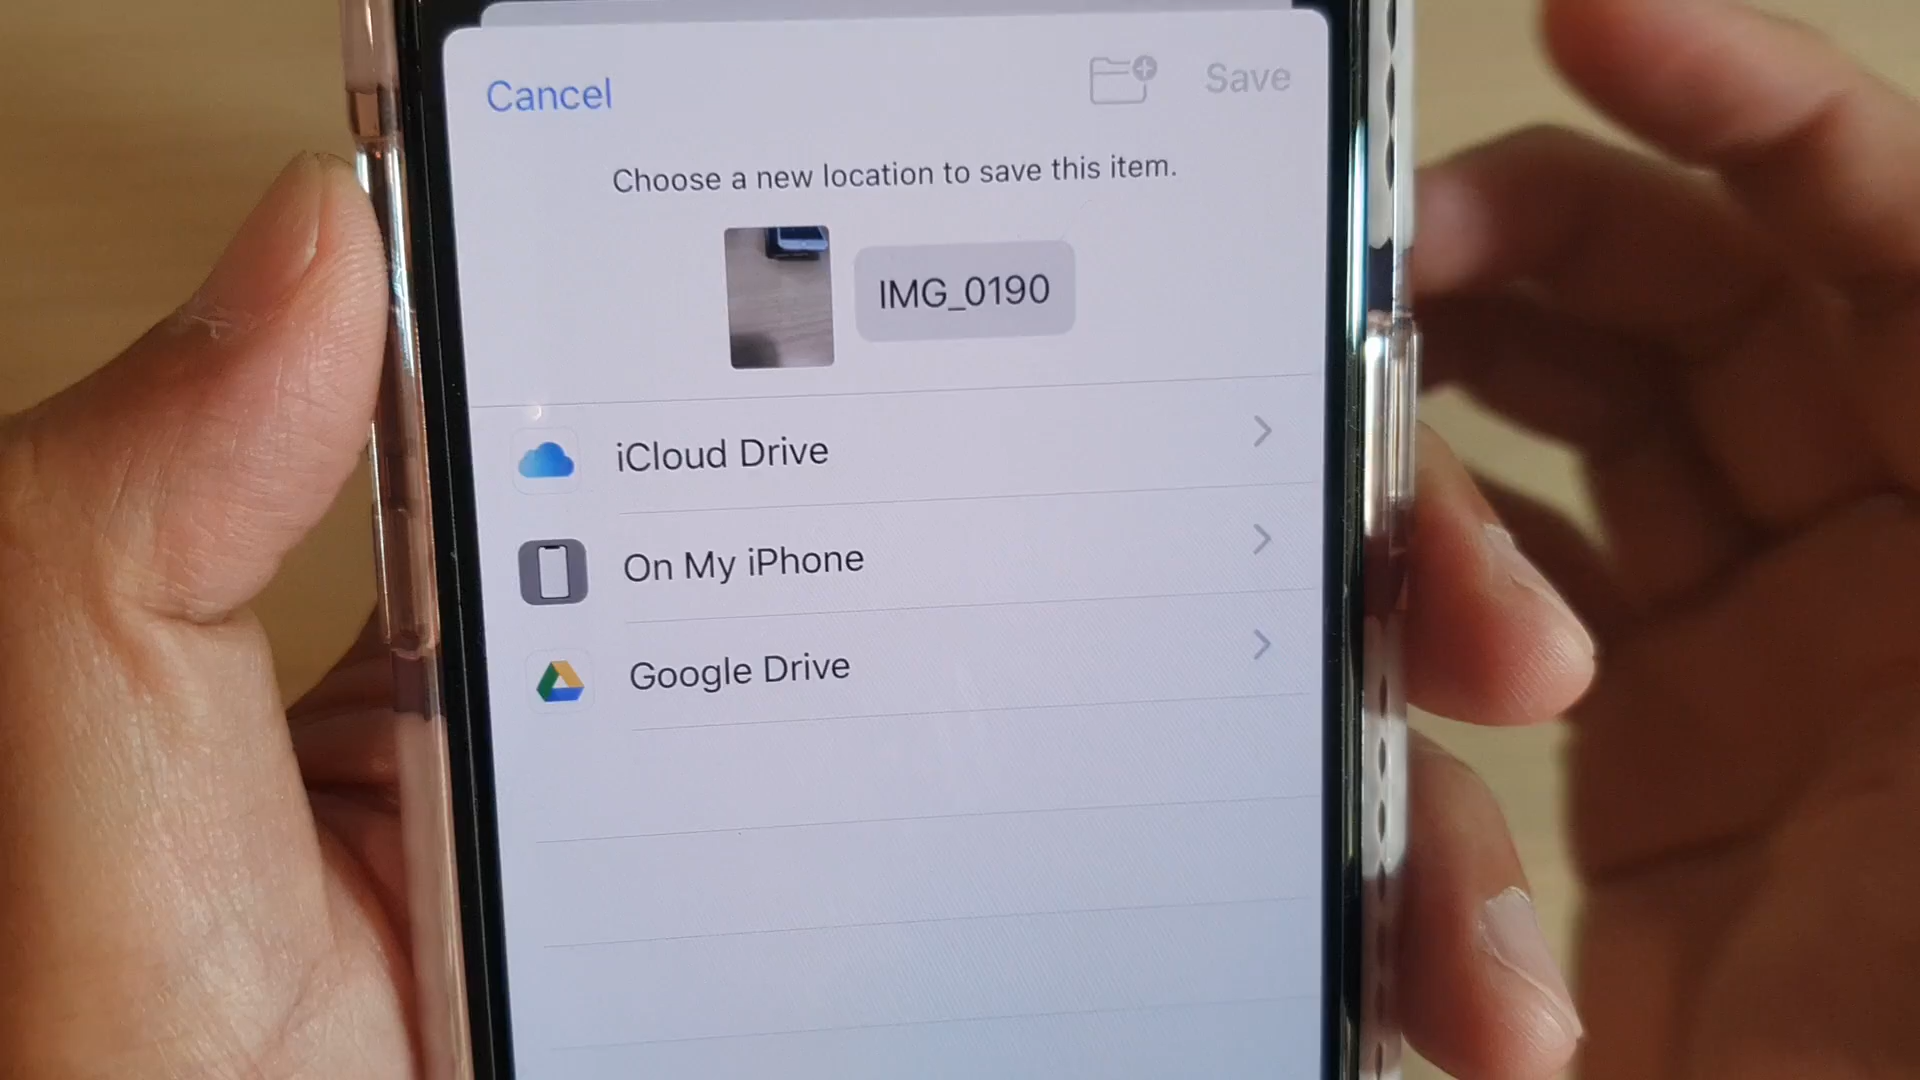 Cancel
Save
Choose a new location to save this item.
IMG_0190
iCloud Drive
On My iPhone
Google Drive